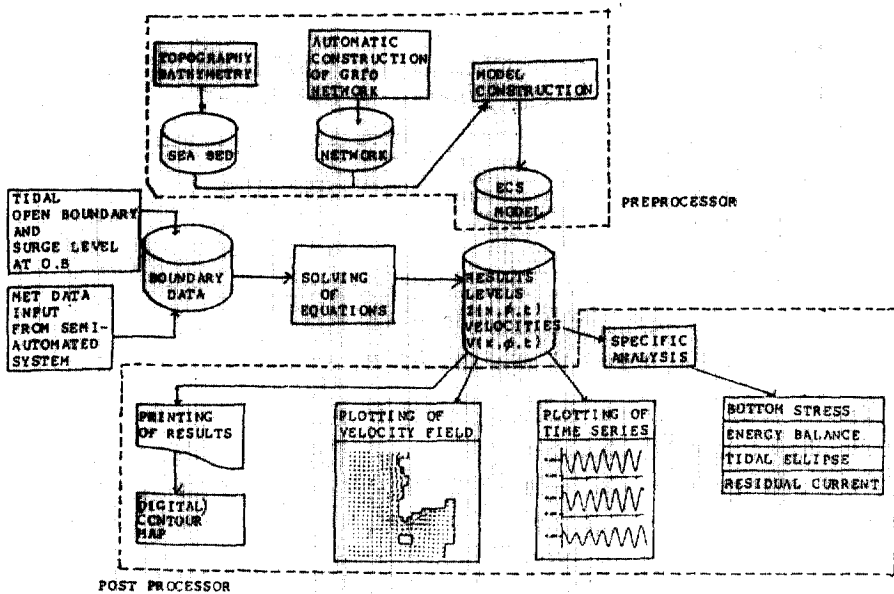 TOPOGRAPHY
BATHYMETRY
AUTOMATIC
CONSTRUCTION
OF GRID
NETWORK
MODEL
CONSTRUCTION
SEA BED
NETWORK
ECS
MODEL
PREPROCESSOR
TIDAL
OPEN BOUNDARY
AND
SURGE LEVEL
AT O.B
BOUNDARY
DATA
SOLVING
OF
EQUATIONS
RESULTS
LEVELS
VELOCITIES
MET DATA
INPUT
FROM SEMI-
AUTOMATED
SYSTEM
SPECIFIC
ANALYSIS
PRINTING
OF RESULTS
PLOTTING OF
VELOCITY FIELD
PLOTTING OF
TIME SERIES
BOTTOM STRESS
ENERGY BALANCE
TIDAL ELLIPSE
RESIDUAL CURRENT
(DIGITAL)
CONTOUR
MAP
POST PROCESSOR